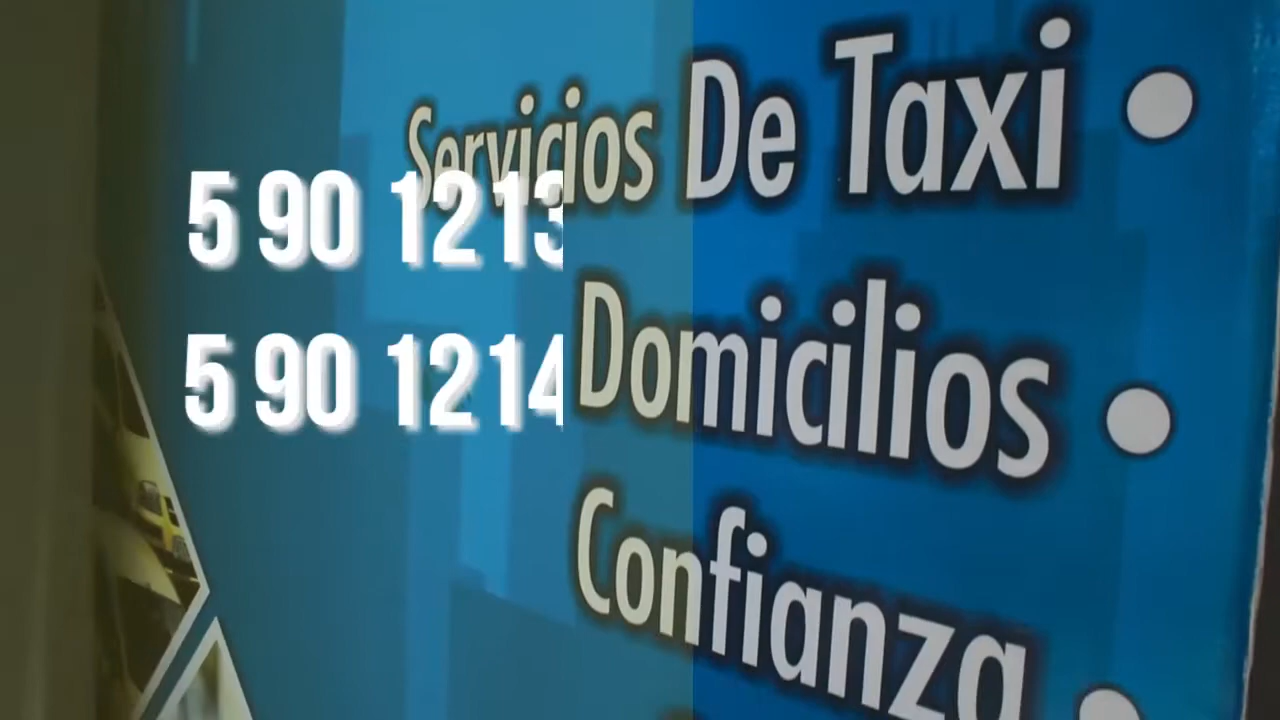 Servicios De Taxi •
5 90 1213
5 90 1214
Domicilios •
Confianza •